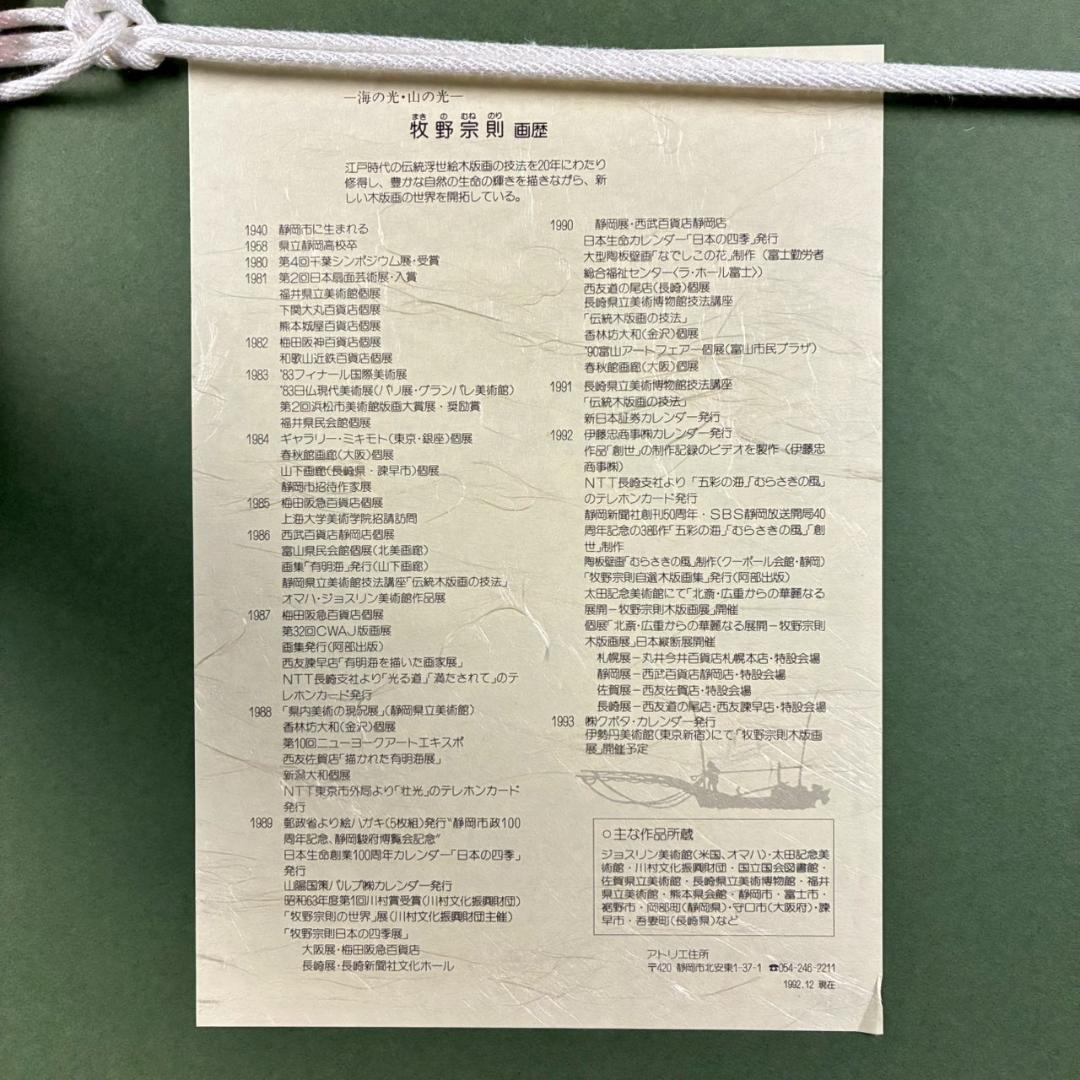 ―海の光・山の光―
まき の むね のり
牧野宗則 画歴
江戸時代の伝統浮世絵木版画の技法を20年にわたり
修得し、豊かな自然の生命の輝きを描きながら、新
しい木版画の世界を開拓している。
1940 静岡市に生まれる
1958 県立静岡高校卒
1980 第4回千葉シンポジウム展・受賞
1981 第2回日本扇面芸術展・入賞
福井県立美術館個展
下関大丸百貨店個展
熊本城屋百貨店個展
1982 梅田阪神百貨店個展
和歌山近鉄百貨店個展
1983 '83フィナール国際美術展
'83日仏現代美術展(パリ展・グランパレ美術館)
第2回浜松市美術館版画大賞展・奨励賞
福井県民会館個展
1984 ギャラリー・ミキモト(東京・銀座)個展
春秋館画廊(大阪)個展
山下画廊(長崎県・諫早市)個展
静岡市招待作家展
1985 梅田阪急百貨店個展
上海大学美術学院招請訪問
1986 西武百貨店静岡店個展
富山県民会館個展(北美画廊)
画集「有明海」発行(山下画廊)
静岡県立美術館技法講座「伝統木版画の技法」
オマハ・ジョスリン美術館作品展
1987 梅田阪急百貨店個展
第32回CWAJ版画展
画集発行(阿部出版)
西友諫早店「有明海を描いた画家展」
NTT長崎支社より「光る道」「満たされて」のテ
レホンカード発行
1988 「県内美術の現況展」(静岡県立美術館)
香林坊大和(金沢)個展
第10回ニューヨークアートエキスポ
西友佐賀店「描かれた有明海展」
新潟大和個展
NTT東京市外局より「壮光」のテレホンカード
発行
1989 郵政省より絵ハガキ(5枚組)発行"静岡市政100
周年記念、静岡駿府博覧会記念"
日本生命創業100周年カレンダー「日本の四季」
発行
山陽国策パルプ㈱カレンダー発行
昭和63年度第1回川村賞受賞(川村文化振興財団)
「牧野宗則の世界」展(川村文化振興財団主催)
「牧野宗則日本の四季展」
大阪展・梅田阪急百貨店
長崎展・長崎新聞社文化ホール
1990 静岡展・西武百貨店静岡店
日本生命カレンダー「日本の四季」発行
大型陶板壁画「なでしこの花」制作(富士勤労者
総合福祉センター〈ラ・ホール富士〉)
西友道の尾店(長崎)個展
長崎県立美術博物館技法講座
「伝統木版画の技法」
香林坊大和(金沢)個展
'90富山アートフェアー個展(富山市民プラザ)
春秋館画廊(大阪)個展
1991 長崎県立美術博物館技法講座
「伝統木版画の技法」
新日本証券カレンダー発行
1992 伊藤忠商事㈱カレンダー発行
作品「創世」の制作記録のビデオを製作(伊藤忠
商事㈱)
NTT長崎支社より「五彩の海」「むらさきの風」
のテレホンカード発行
静岡新聞社創刊50周年・SBS静岡放送開局40
周年記念の3部作「五彩の海」「むらさきの風」「創
世」制作
陶板壁画「むらさきの風」制作(クーポール会館・静岡)
「牧野宗則自選木版画集」発行(阿部出版)
太田記念美術館にて「北斎・広重からの華麗なる
展開－牧野宗則木版画展」開催
個展「北斎・広重からの華麗なる展開－牧野宗則
木版画展」日本縦断展開催
札幌展－丸井今井百貨店札幌本店・特設会場
静岡展－西武百貨店静岡店・特設会場
佐賀展－西友佐賀店・特設会場
長崎展－西友道の尾店・西友諫早店・特設会場
1993 ㈱クボタ・カレンダー発行
伊勢丹美術館(東京新宿)にて「牧野宗則木版画
展」開催予定
○主な作品所蔵
ジョスリン美術館(米国、オマハ)・太田記念美
術館・川村文化振興財団・国立国会図書館・
佐賀県立美術館・長崎県立美術博物館・福井
県立美術館・熊本県会館・静岡市・富士市・
裾野市・岡部町(静岡県)・守口市(大阪府)・諫
早市・吾妻町(長崎県)など
アトリエ住所
〒420 静岡市北安東1-37-1 ☎054-246-2211
1992.12 現在